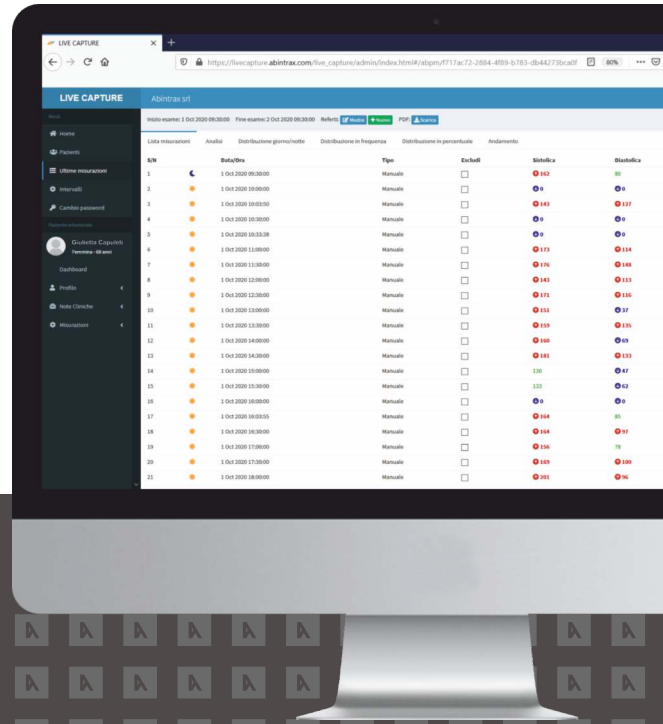 LIVE CAPTURE
https://livecapture.abintrax.com/live_capture/admin/index.html#/abpm/f717ac72-2884-4f89-b783-db44273bca0f 80%
LIVE CAPTURE
Abintrax srl
Menù
Inizio esame: 1 Oct 2020 09:30:00 Fine esame: 2 Oct 2020 09:30:00 Referti: Mostra Nuovo PDF: Scarica
Home
Pazienti
Ultime misurazioni
Intervalli
Cambio password
Giulietta Capuleti
Femmina - 68 anni
Dashboard
Profilo
Note Cliniche
Misurazioni
Lista misurazioni Analisi Distribuzione giorno/notte Distribuzione in frequenza Distribuzione in percentuale Andamento
S/N Data/Ora Tipo Escludi Sistolica Diastolica
1 1 Oct 2020 09:30:00 Manuale 162 80
2 1 Oct 2020 10:00:00 Manuale 0 0
3 1 Oct 2020 10:03:50 Manuale 143 127
4 1 Oct 2020 10:30:00 Manuale 0 0
5 1 Oct 2020 10:33:28 Manuale 0 0
6 1 Oct 2020 11:00:00 Manuale 173 114
7 1 Oct 2020 11:30:00 Manuale 176 148
8 1 Oct 2020 12:00:00 Manuale 143 113
9 1 Oct 2020 12:30:00 Manuale 171 116
10 1 Oct 2020 13:00:00 Manuale 151 37
11 1 Oct 2020 13:30:00 Manuale 159 135
12 1 Oct 2020 14:00:00 Manuale 160 69
13 1 Oct 2020 14:30:00 Manuale 181 133
14 1 Oct 2020 15:00:00 Manuale 130 47
15 1 Oct 2020 15:30:00 Manuale 133 62
16 1 Oct 2020 16:00:00 Manuale 0 0
17 1 Oct 2020 16:03:55 Manuale 164 85
18 1 Oct 2020 16:30:00 Manuale 164 97
19 1 Oct 2020 17:00:00 Manuale 156 78
20 1 Oct 2020 17:30:00 Manuale 169 100
21 1 Oct 2020 18:00:00 Manuale 201 96